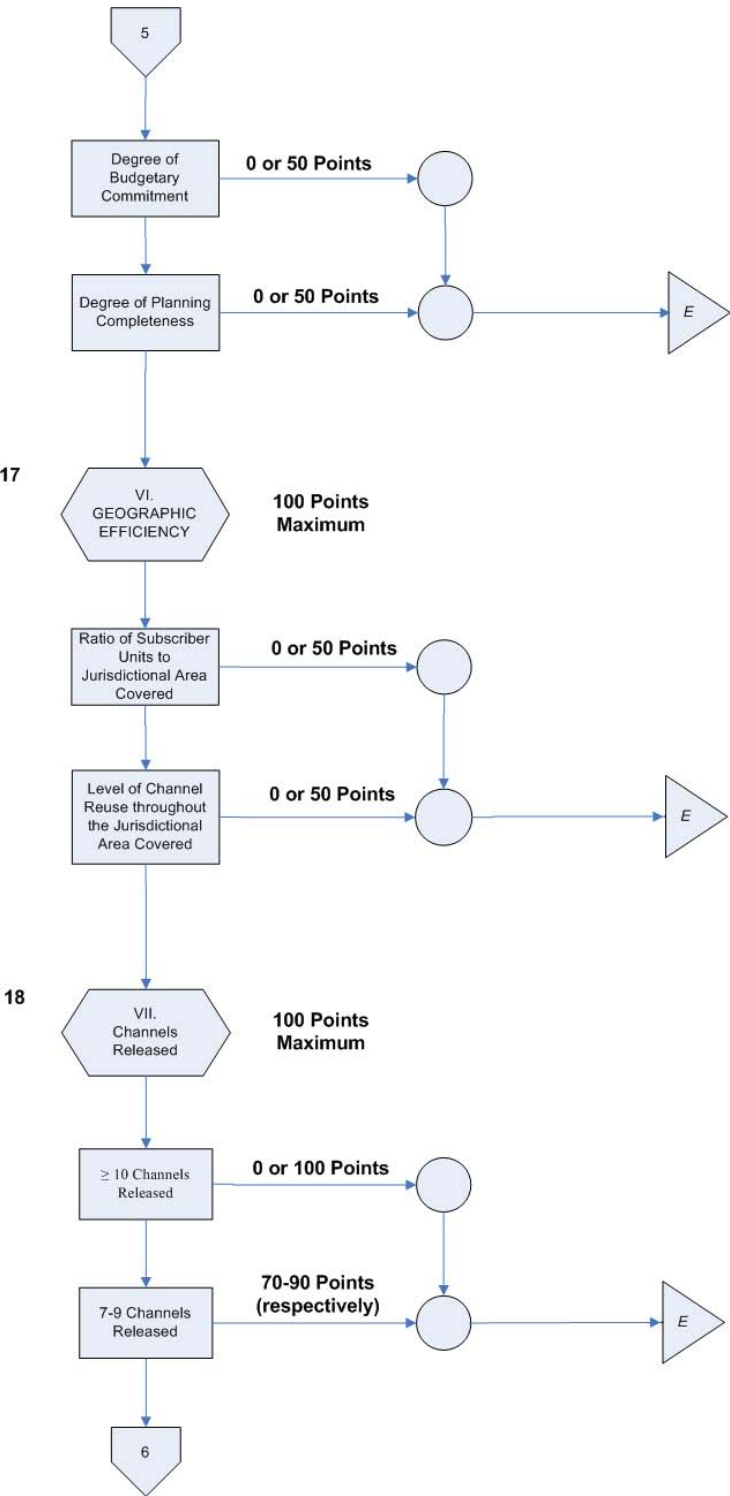 5
Degree of
Budgetary
Commitment
0 or 50 Points
Degree of Planning
Completeness
0 or 50 Points
E
17
VI.
GEOGRAPHIC
EFFICIENCY
100 Points
Maximum
Ratio of Subscriber
Units to
Jurisdictional Area
Covered
0 or 50 Points
Level of Channel
Reuse throughout
the Jurisdictional
Area Covered
0 or 50 Points
E
18
VII.
Channels
Released
100 Points
Maximum
≥ 10 Channels
Released
0 or 100 Points
7-9 Channels
Released
70-90 Points
(respectively)
E
6